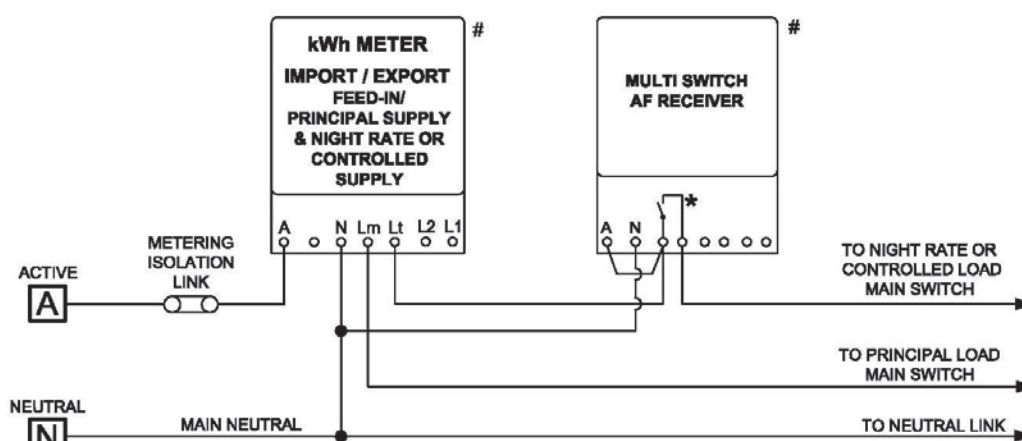 kWh METER
IMPORT / EXPORT
FEED-IN/
PRINCIPAL SUPPLY
& NIGHT RATE OR
CONTROLLED
SUPPLY
#
A N Lm Lt L2 L1
MULTI SWITCH
AF RECEIVER
#
*
A N
METERING
ISOLATION
LINK
ACTIVE
A
TO NIGHT RATE OR
CONTROLLED LOAD
MAIN SWITCH
TO PRINCIPAL LOAD
MAIN SWITCH
NEUTRAL
N
MAIN NEUTRAL
TO NEUTRAL LINK